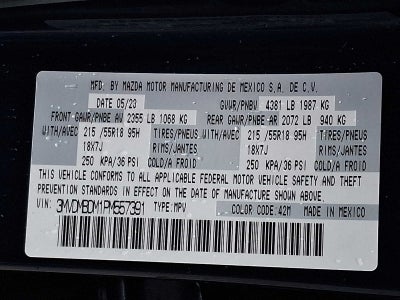 MFD. BY MAZDA MOTOR MANUFACTURING DE MEXICO S.A. DE C.V.
DATE 05/23 GVWR/PNBV 4381 LB 1987 KG
FRONT GAWR/PNBE AV 2355 LB 1068 KG REAR GAWR/PNBE AR 2072 LB 940 KG
WITH/AVEC 215 /55R18 95H TIRES/PNEUS WITH/AVEC 215 /55R18 95H TIRES/PNEUS
18X7J RIMS/JANTES 18X7J RIMS/JANTES
250 KPA/36 PSI COLD/A FROID 250 KPA/36 PSI COLD/A FROID
THIS VEHICLE CONFORMS TO ALL APPLICABLE FEDERAL MOTOR VEHICLE SAFETY AND THEFT
PREVENTION STANDARDS IN EFFECT ON THE DATE OF MANUFACTURE SHOWN ABOVE.
VIN: 3MVDMBDM1PM557391 TYPE:MPV COLOR CODE:42M MADE IN MEXICO